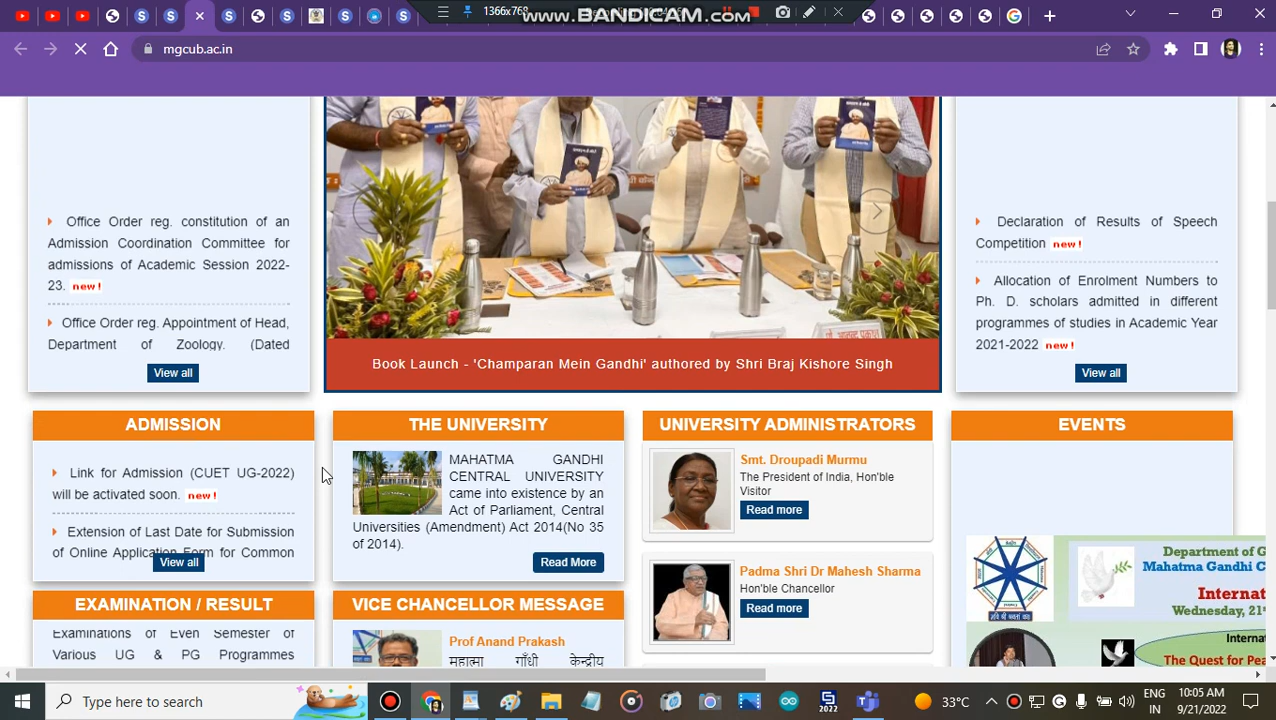 1366x768
www.BANDICAM.com
mgcub.ac.in
Office Order reg. constitution of an
Admission Coordination Committee for
admissions of Academic Session 2022-
23. new!
Office Order reg. Appointment of Head,
Department of Zoology. (Dated
View all
Book Launch - 'Champaran Mein Gandhi' authored by Shri Braj Kishore Singh
Declaration of Results of Speech
Competition new!
Allocation of Enrolment Numbers to
Ph. D. scholars admitted in different
programmes of studies in Academic Year
2021-2022 new!
View all
ADMISSION
Link for Admission (CUET UG-2022)
will be activated soon. new!
Extension of Last Date for Submission
of Online Application Form for Common
View all
EXAMINATION / RESULT
Examinations of Even Semester of
Various UG & PG Programmes
THE UNIVERSITY
MAHATMA GANDHI
CENTRAL UNIVERSITY
came into existence by an
Act of Parliament, Central
Universities (Amendment) Act 2014(No 35
of 2014).
Read More
VICE CHANCELLOR MESSAGE
Prof Anand Prakash
महात्मा गाँधी केन्द्रीय
UNIVERSITY ADMINISTRATORS
Smt. Droupadi Murmu
The President of India, Hon'ble
Visitor
Read more
Padma Shri Dr Mahesh Sharma
Hon'ble Chancellor
Read more
EVENTS
Department of G
Mahatma Gandhi C
Internat
Wednesday, 21st
Interna
The Quest for Pea
Type here to search
33°C
ENG
IN
10:05 AM
9/21/2022